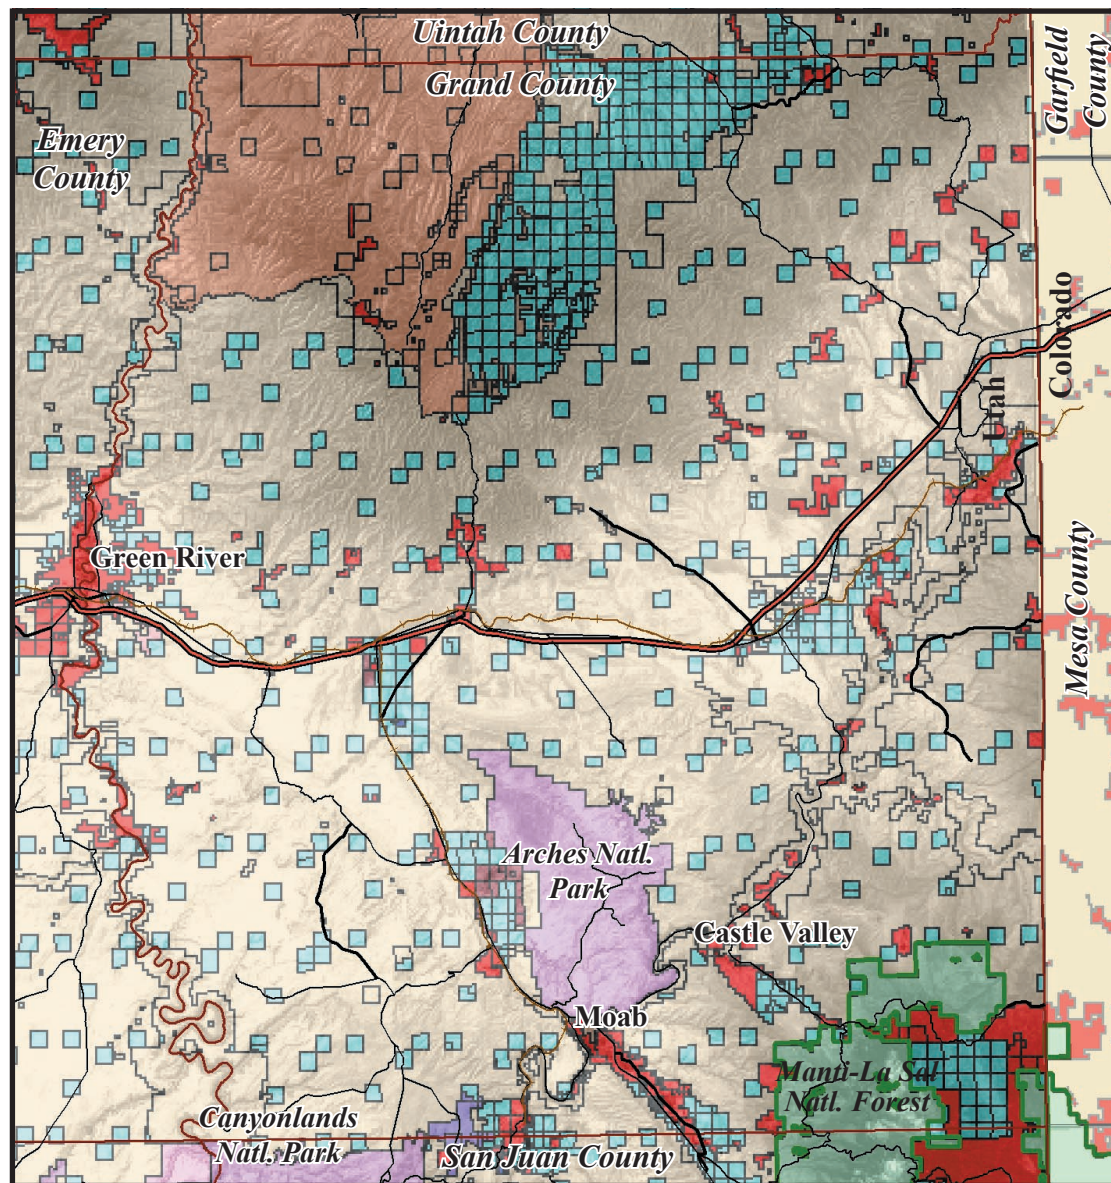 Uintah County
Grand County
Garfield
County
Emery
County
Colorado
Utah
Green River
Mesa County
Arches Natl.
Park
Castle Valley
Moab
Manti-La Sal
Natl. Forest
Canyonlands
Natl. Park
San Juan County